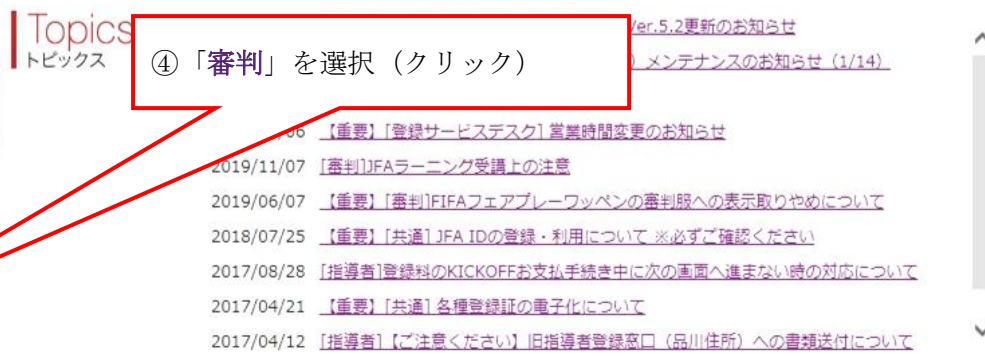 Topics
トピックス
④「審判」を選択（クリック）
ver.5.2更新のお知らせ
）メンテナンスのお知らせ（1/14）
06 【重要】[登録サービスデスク] 営業時間変更のお知らせ
2019/11/07 [審判]JFAラーニング受講上の注意
2019/06/07 【重要】[審判]FIFAフェアプレーワッペンの審判服への表示取りやめについて
2018/07/25 【重要】[共通] JFA IDの登録・利用について ※必ずご確認ください
2017/08/28 [指導者]登録料のKICKOFFお支払手続き中に次の画面へ進まない時の対応について
2017/04/21 【重要】[共通] 各種登録証の電子化について
2017/04/12 [指導者]【ご注意ください】旧指導者登録窓口（品川住所）への書類送付について